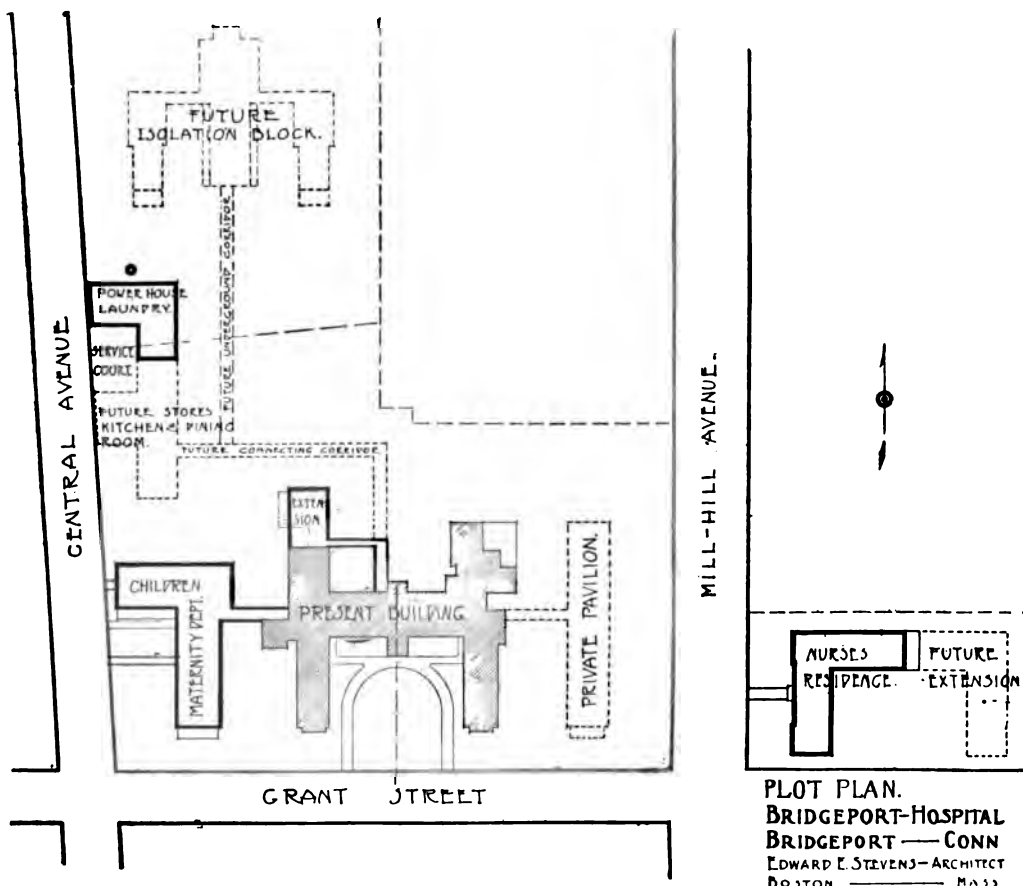 FUTURE
ISOLATION BLOCK.
FUTURE UNDERGROUND CORRIDOR
POWER HOUSE
LAUNDRY.
SERVICE
COURT.
FUTURE STORES
KITCHEN & DINING
ROOM.
FUTURE CONNECTING CORRIDOR
CENTRAL AVENUE
MILL-HILL AVENUE.
EXTEN
SION
CHILDREN
MATERNITY DEPT.
PRESENT BUILDING.
PRIVATE PAVILION.
NURSES
RESIDENCE.
FUTURE
EXTENSION
GRANT STREET
PLOT PLAN.
BRIDGEPORT-HOSPITAL
BRIDGEPORT — CONN
EDWARD E. STEVENS-ARCHITECT
BOSTON — MASS